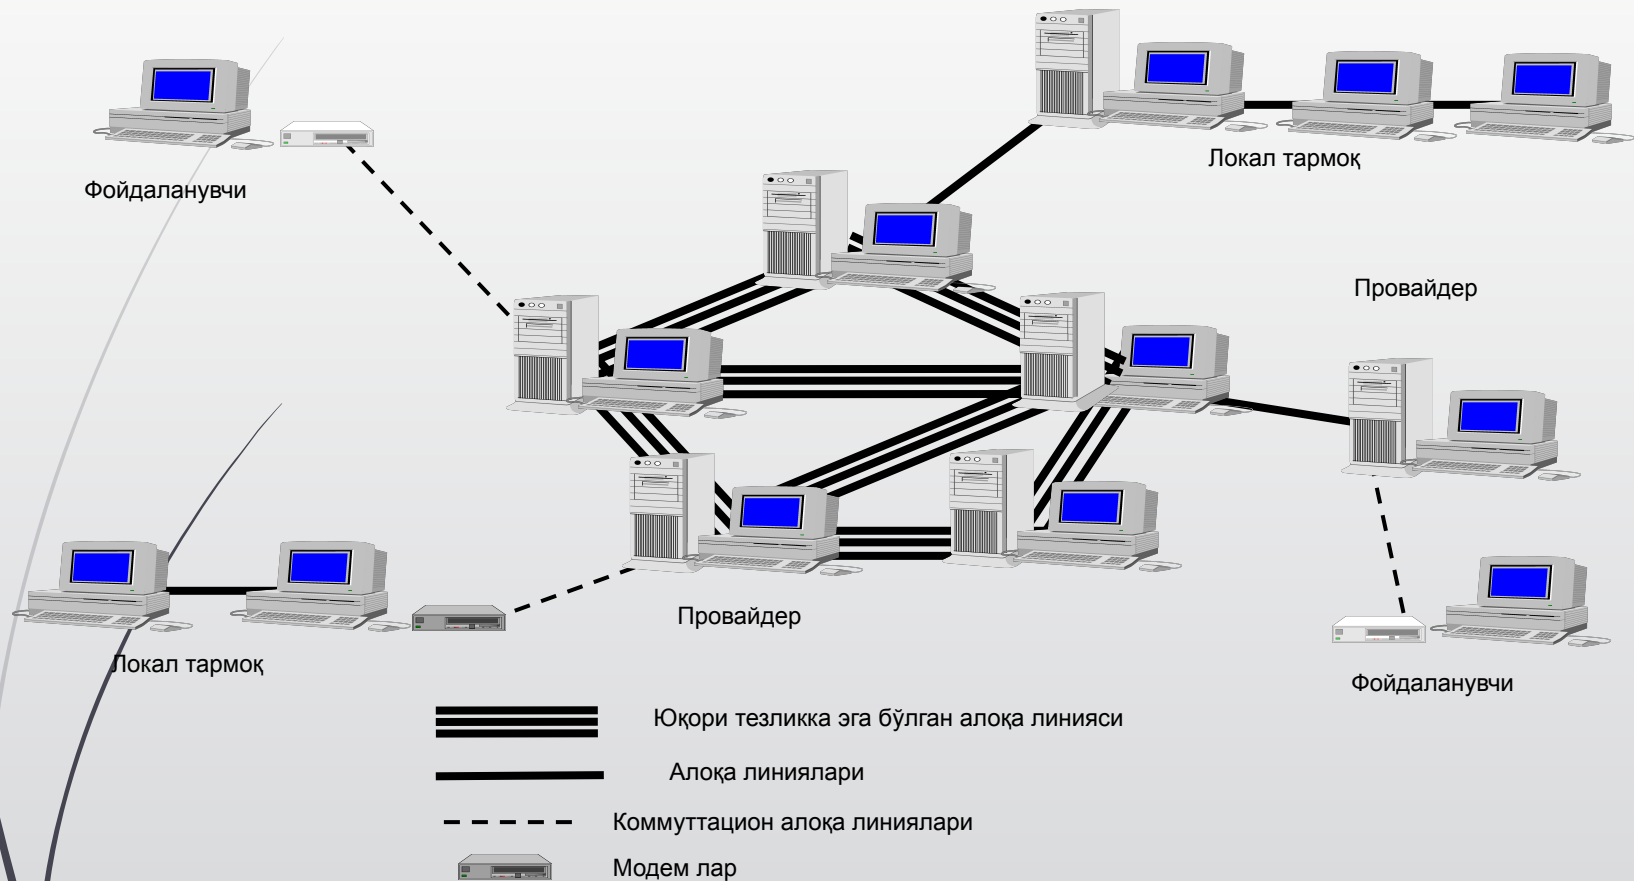 Локал тармоқ
Фойдаланувчи
Провайдер
Провайдер
Локал тармоқ
Фойдаланувчи
Юқори тезликка эга бўлган алоқа линияси
Алоқа линиялари
Коммуттацион алоқа линиялари
Модем лар